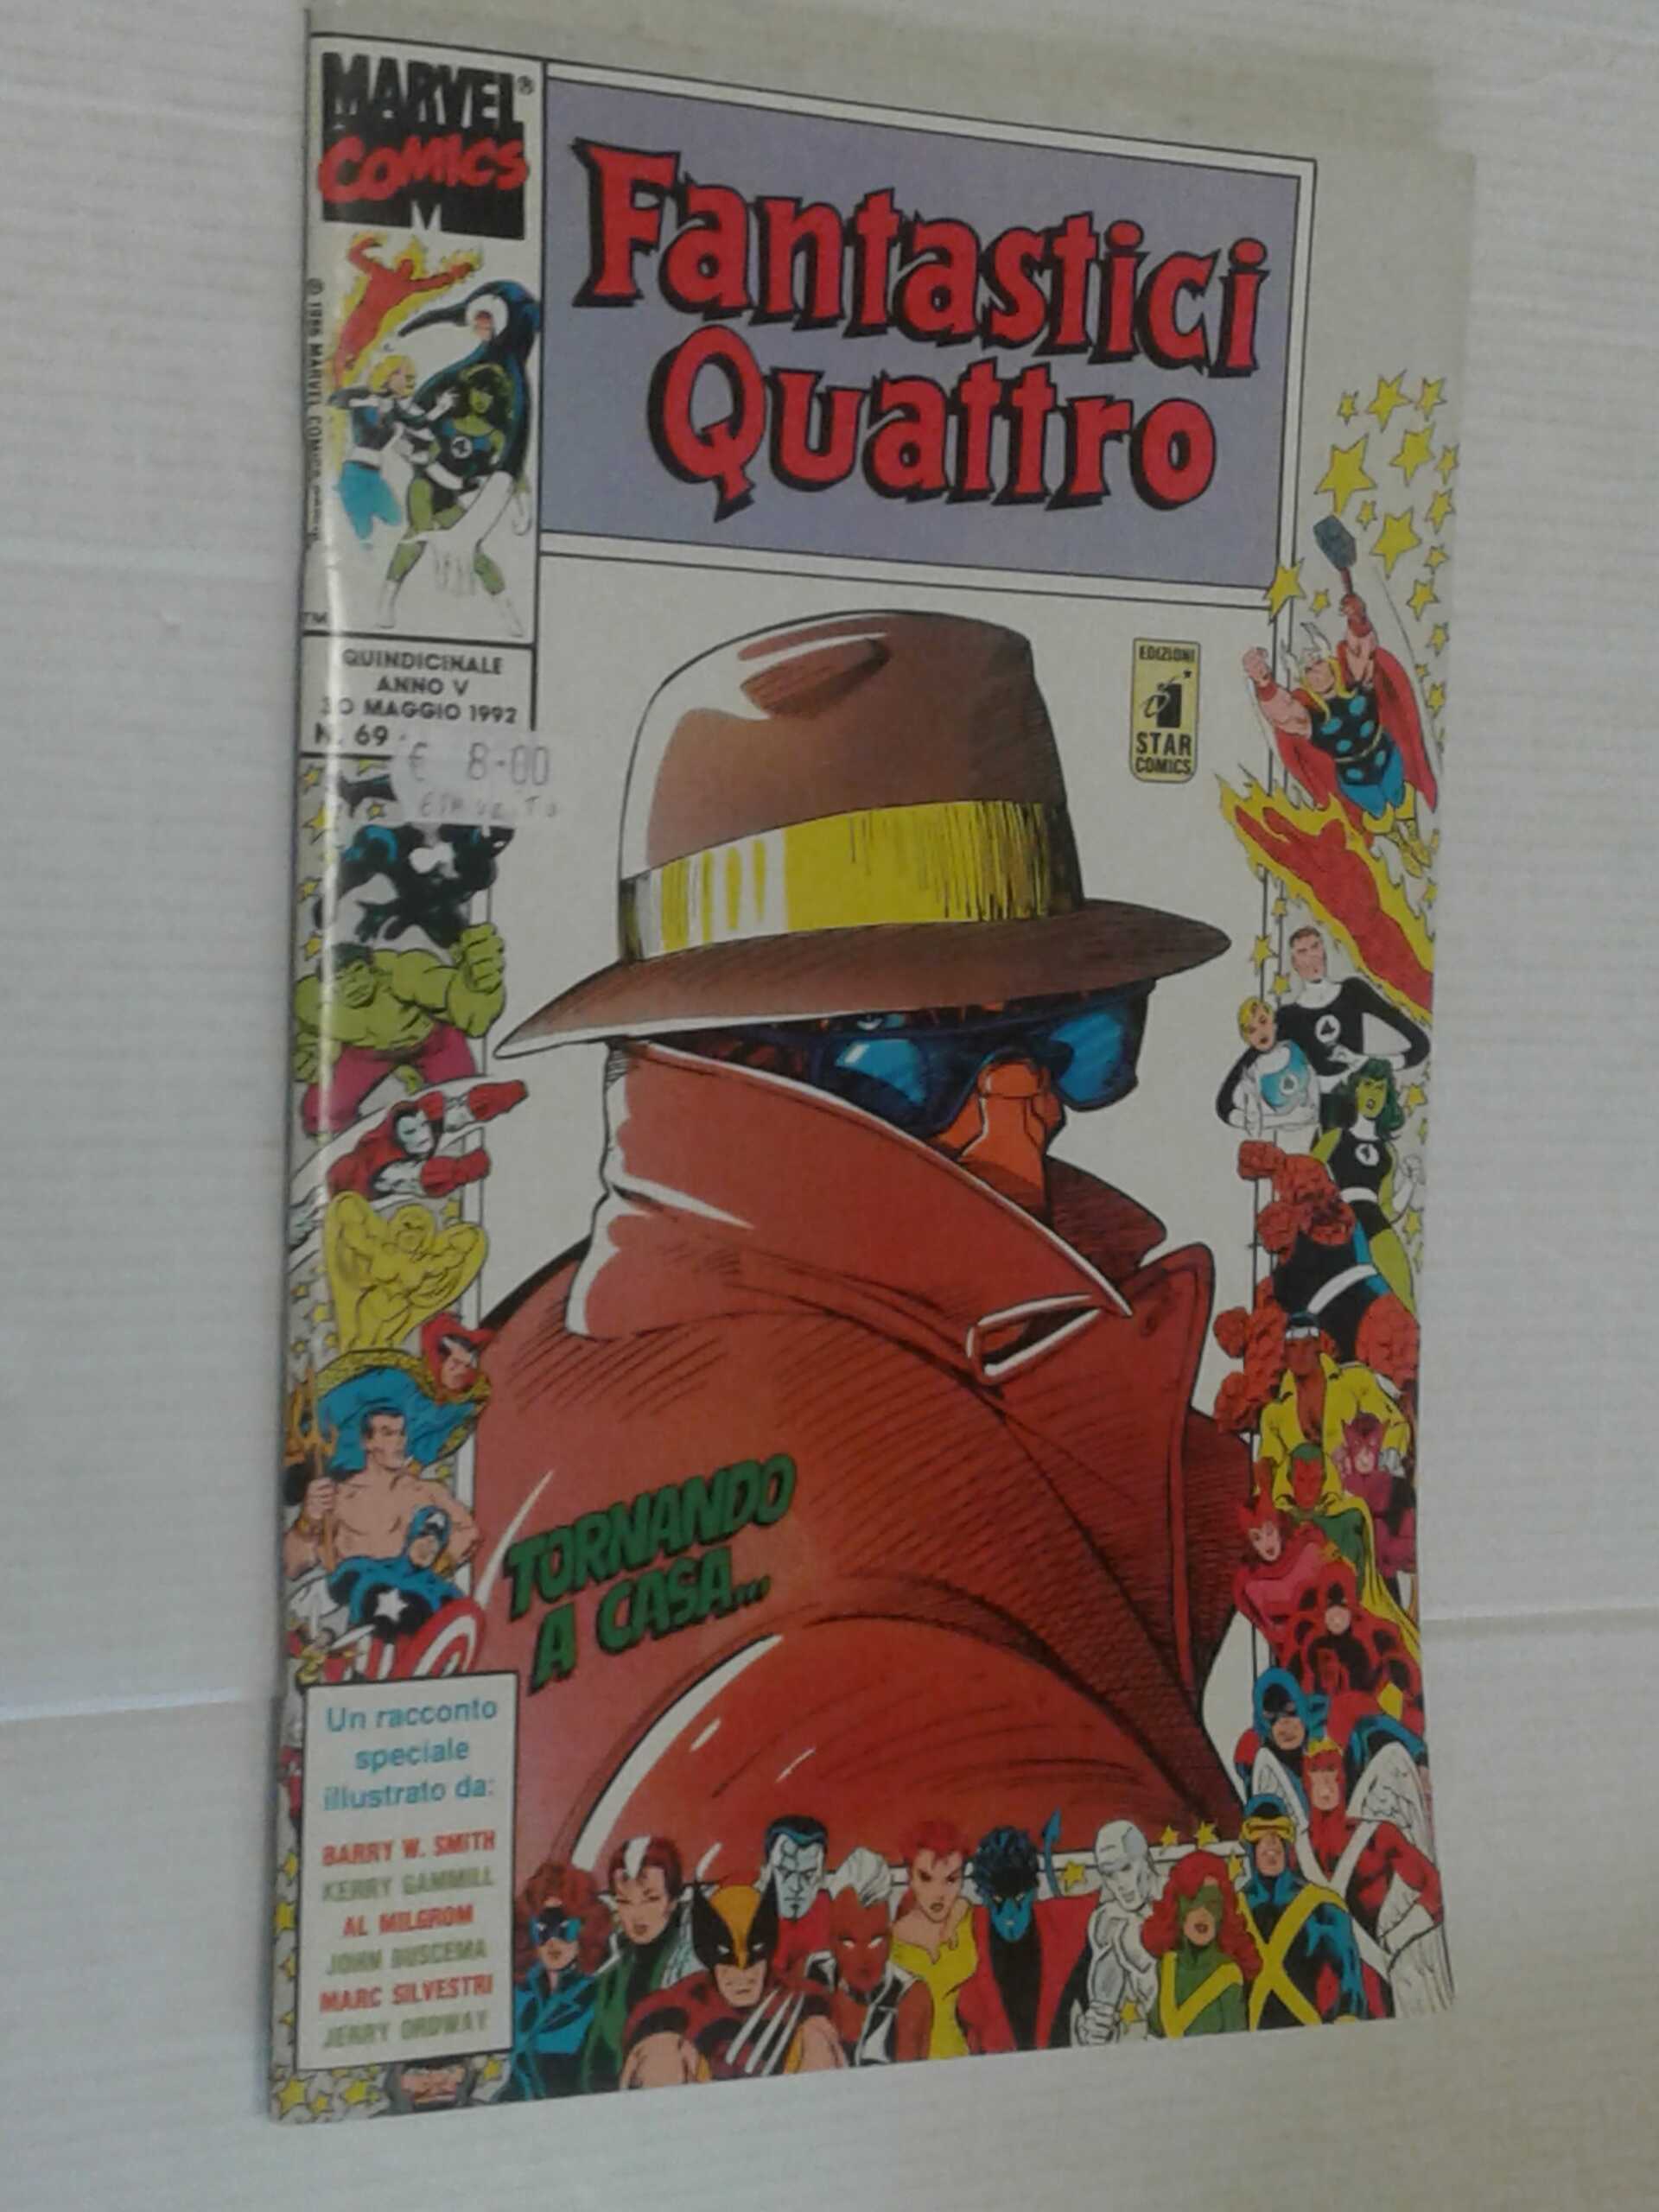 MARVEL®
COMICS
Fantastici
Quattro
TM
QUINDICINALE
ANNO V
30 MAGGIO 1992
N. 69
€ 8-00
EDIZIONI
STAR
COMICS
TORNANDO
A CASA...
Un racconto
speciale
illustrato da:
BARRY W. SMITH
KERRY GAMMILL
AL MILGROM
JOHN BUSCEMA
MARC SILVESTRI
JERRY ORDWAY